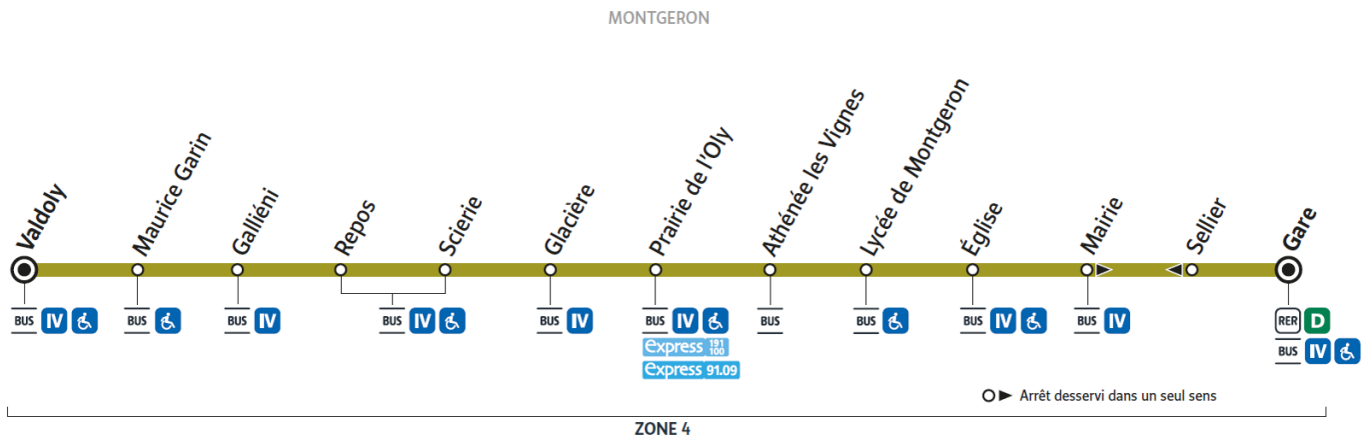 MONTGERON
Valdoly
Maurice Garin
Galliéni
Repos
Scierie
Glacière
Prairie de l'Oly
Athénée les Vignes
Lycée de Montgeron
Église
Mairie
Sellier
Gare
BUS IV
BUS
BUS IV
BUS IV
BUS IV
BUS IV
express 191 100
express 91.09
BUS
BUS
BUS IV
BUS IV
RER D
BUS IV
Arrêt desservi dans un seul sens
ZONE 4